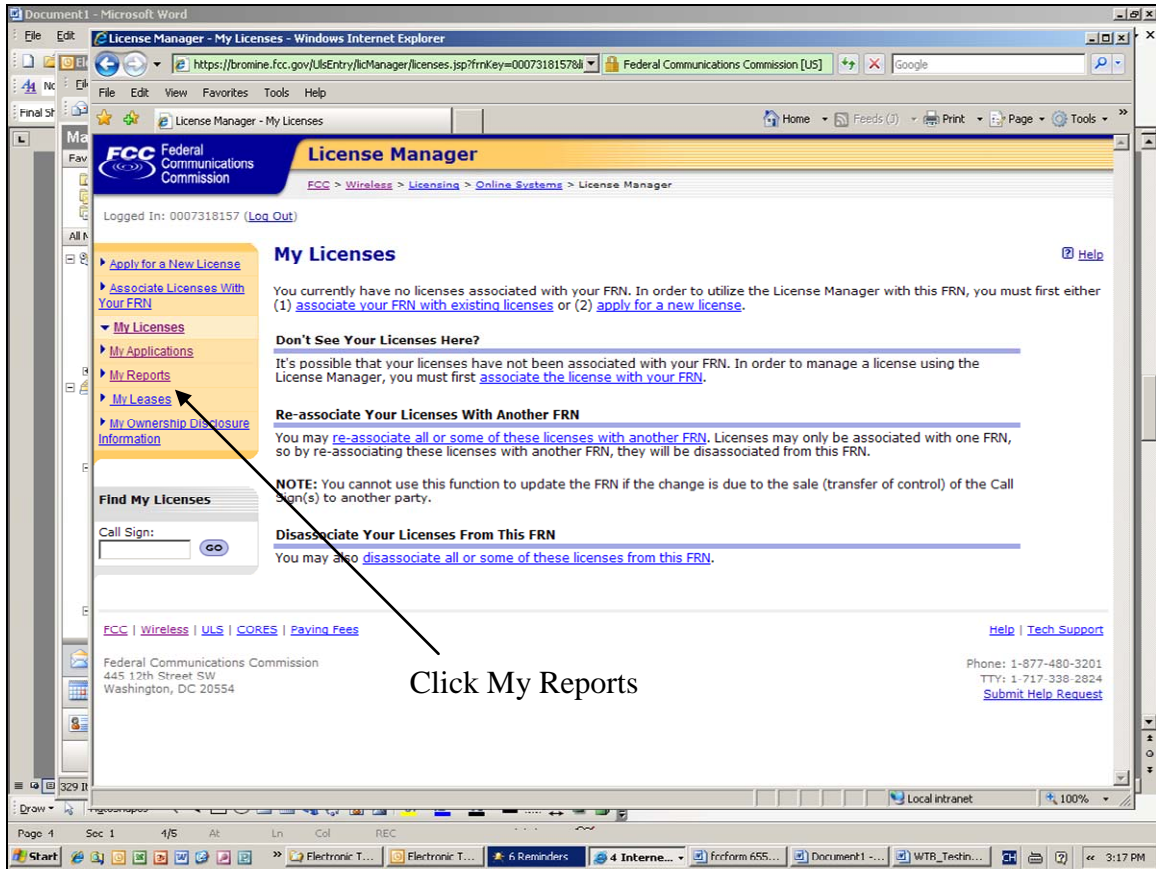 Document1 - Microsoft Word
File Edit
License Manager - My Licenses - Windows Internet Explorer
https://bromine.fcc.gov/UlsEntry/licManager/licenses.jsp?frnKey=0007318157&li
Federal Communications Commission [US]
Google
File Edit View Favorites Tools Help
Final Sh
License Manager - My Licenses
Home Feeds (J) Print Page Tools
Ma
Fav
All
FCC Federal Communications Commission
License Manager
FCC > Wireless > Licensing > Online Systems > License Manager
Logged In: 0007318157 (Log Out)
Apply for a New License
Associate Licenses With
Your FRN
My Licenses
My Applications
My Reports
My Leases
My Ownership Disclosure
Information
Find My Licenses
Call Sign:
GO
My Licenses
Help
You currently have no licenses associated with your FRN. In order to utilize the License Manager with this FRN, you must first either
(1) associate your FRN with existing licenses or (2) apply for a new license.
Don't See Your Licenses Here?
It's possible that your licenses have not been associated with your FRN. In order to manage a license using the
License Manager, you must first associate the license with your FRN.
Re-associate Your Licenses With Another FRN
You may re-associate all or some of these licenses with another FRN. Licenses may only be associated with one FRN,
so by re-associating these licenses with another FRN, they will be disassociated from this FRN.
NOTE: You cannot use this function to update the FRN if the change is due to the sale (transfer of control) of the Call
Sign(s) to another party.
Disassociate Your Licenses From This FRN
You may also disassociate all or some of these licenses from this FRN.
FCC | Wireless | ULS | CORES | Paying Fees
Help | Tech Support
Federal Communications Commission
445 12th Street SW
Washington, DC 20554
Phone: 1-877-480-3201
TTY: 1-717-338-2824
Submit Help Request
Click My Reports
329 It
Local intranet
100%
Draw
Page 4 Sec 1 4/5 At Ln Col REC
Start
Electronic T... Electronic T... 6 Reminders 4 Interne... fccform 655... Document1 -... WTB_Testin... CH 3:17 PM